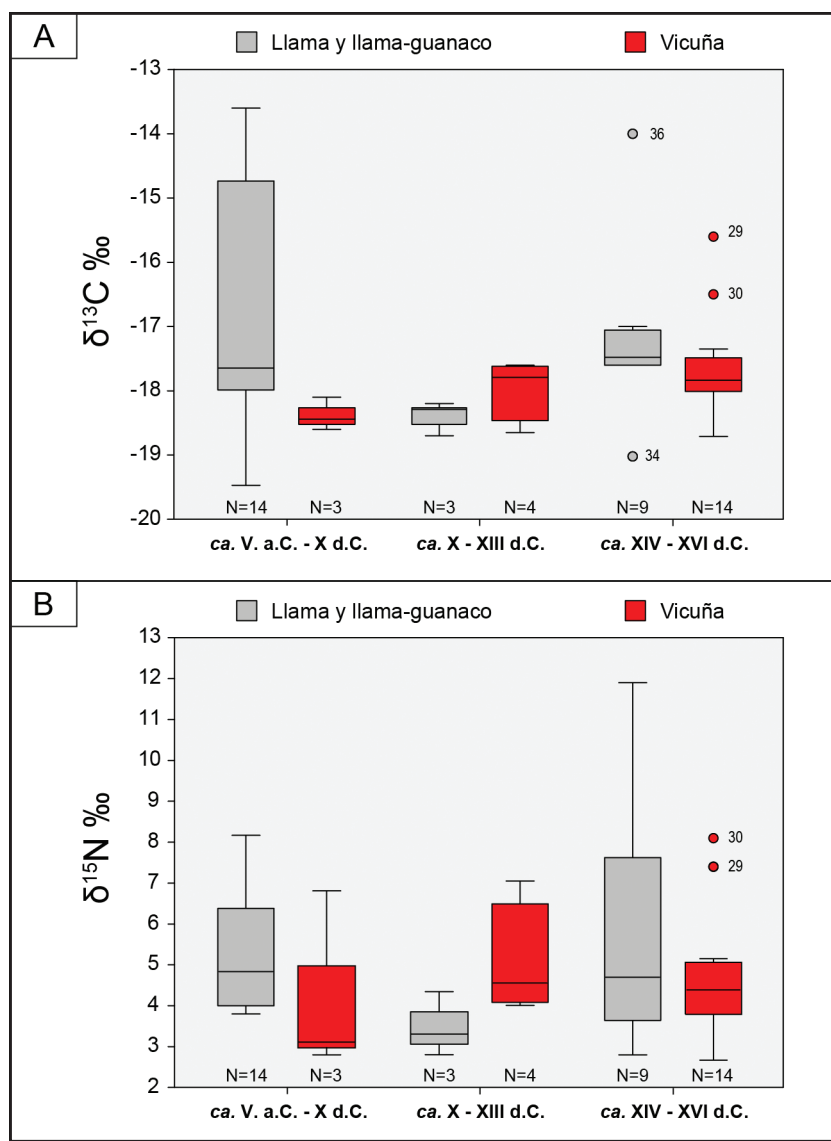 A
Llama y llama-guanaco Vicuña
-13
-14
-15
-16
-17
-18
-19
-20
δ¹³C ‰
36
29
30
34
N=14 N=3 N=3 N=4 N=9 N=14
ca. V. a.C. - X d.C. ca. X - XIII d.C. ca. XIV - XVI d.C.
B
Llama y llama-guanaco Vicuña
13
12
11
10
9
8
7
6
5
4
3
2
δ¹⁵N ‰
30
29
N=14 N=3 N=3 N=4 N=9 N=14
ca. V. a.C. - X d.C. ca. X - XIII d.C. ca. XIV - XVI d.C.